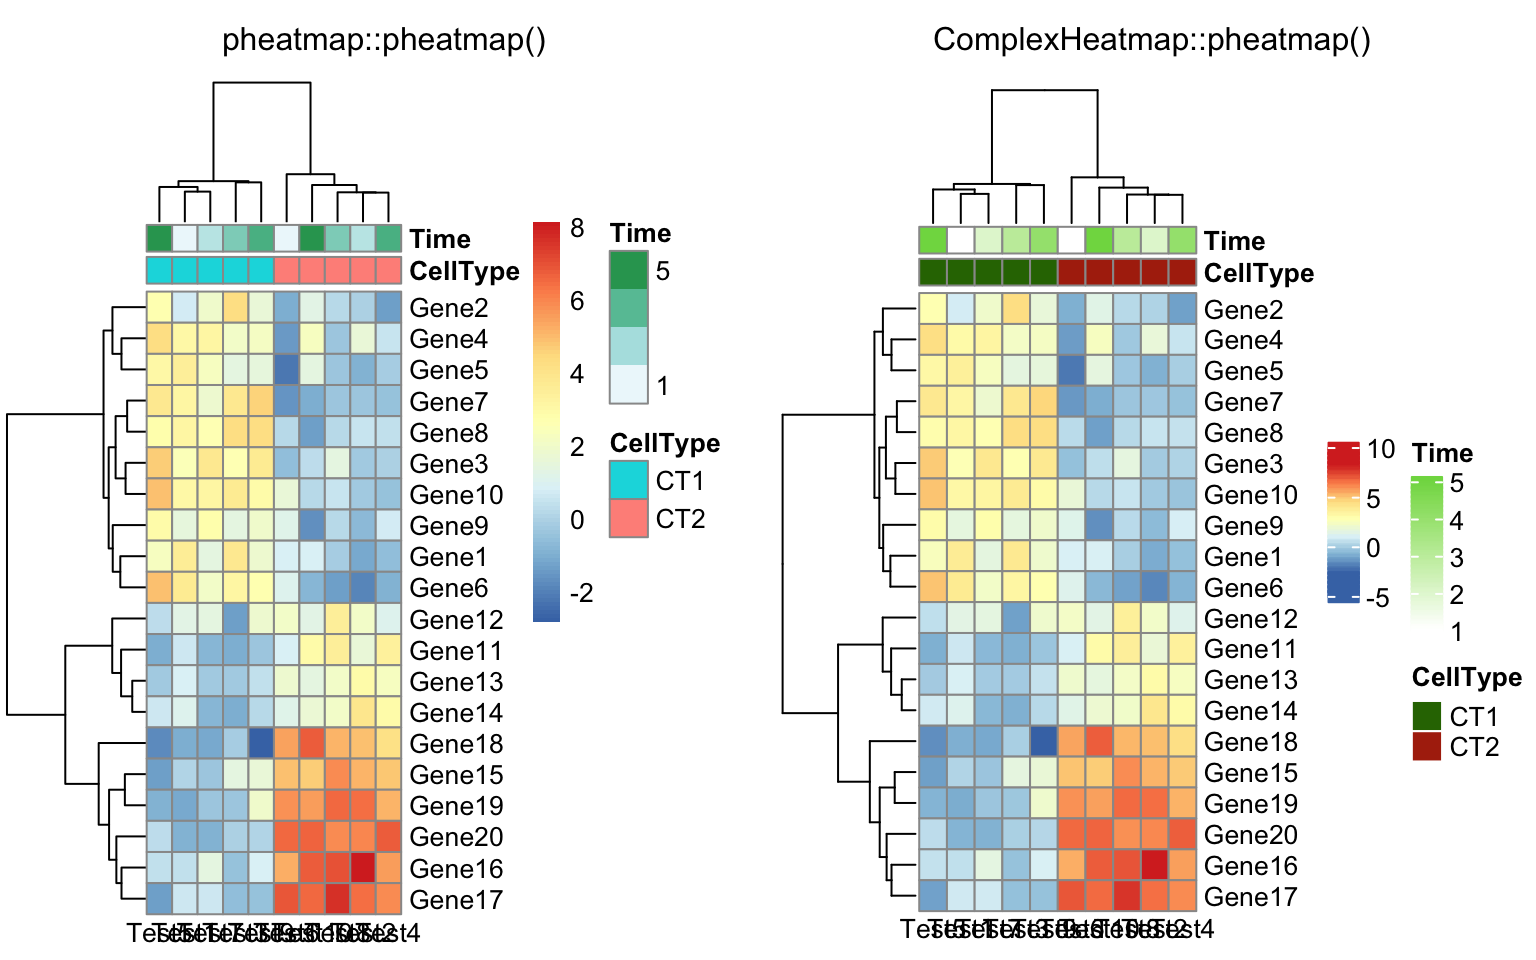 pheatmap::pheatmap()
Time
CellType
Gene2
Gene4
Gene5
Gene7
Gene8
Gene3
Gene10
Gene9
Gene1
Gene6
Gene12
Gene11
Gene13
Gene14
Gene18
Gene15
Gene19
Gene20
Gene16
Gene17
8
6
4
2
0
-2
Time
5
1
CellType
CT1
CT2
ComplexHeatmap::pheatmap()
Time
CellType
Gene2
Gene4
Gene5
Gene7
Gene8
Gene3
Gene10
Gene9
Gene1
Gene6
Gene12
Gene11
Gene13
Gene14
Gene18
Gene15
Gene19
Gene20
Gene16
Gene17
10
5
0
-5
Time
5
4
3
2
1
CellType
CT1
CT2